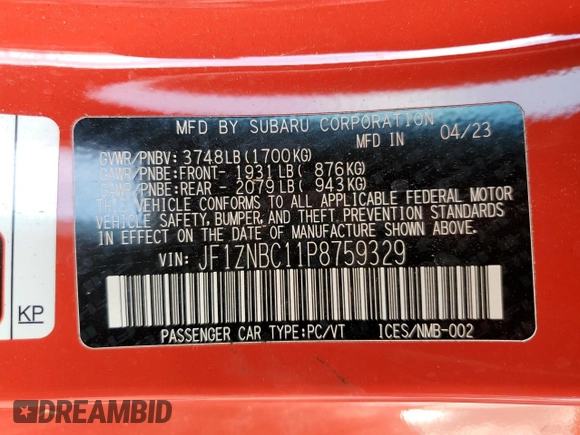 MFD BY SUBARU CORPORATION
MFD IN 04/23
GVWR/PNBV: 3748LB(1700KG)
GAWR/PNBE:FRONT- 1931LB( 876KG)
GAWR/PNBE:REAR - 2079LB( 943KG)
THIS VEHICLE CONFORMS TO ALL APPLICABLE FEDERAL MOTOR
VEHICLE SAFETY, BUMPER, AND THEFT PREVENTION STANDARDS
IN EFFECT ON THE DATE OF MANUFACTURE SHOWN ABOVE.
VIN: JF1ZNBC11P8759329
PASSENGER CAR TYPE:PC/VT ICES/NMB-002
KP
DREAMBID